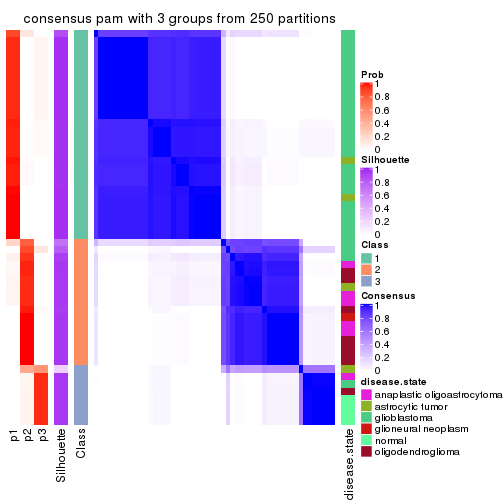 consensus pam with 3 groups from 250 partitions
Prob
1
0.8
0.6
0.4
0.2
0
Silhouette
1
0.8
0.6
0.4
0.2
0
Class
1
2
3
Consensus
1
0.8
0.6
0.4
0.2
0
disease.state
anaplastic oligoastrocytoma
astrocytic tumor
glioblastoma
glioneural neoplasm
normal
oligodendroglioma
p1
p2
p3
Silhouette
Class
disease.state